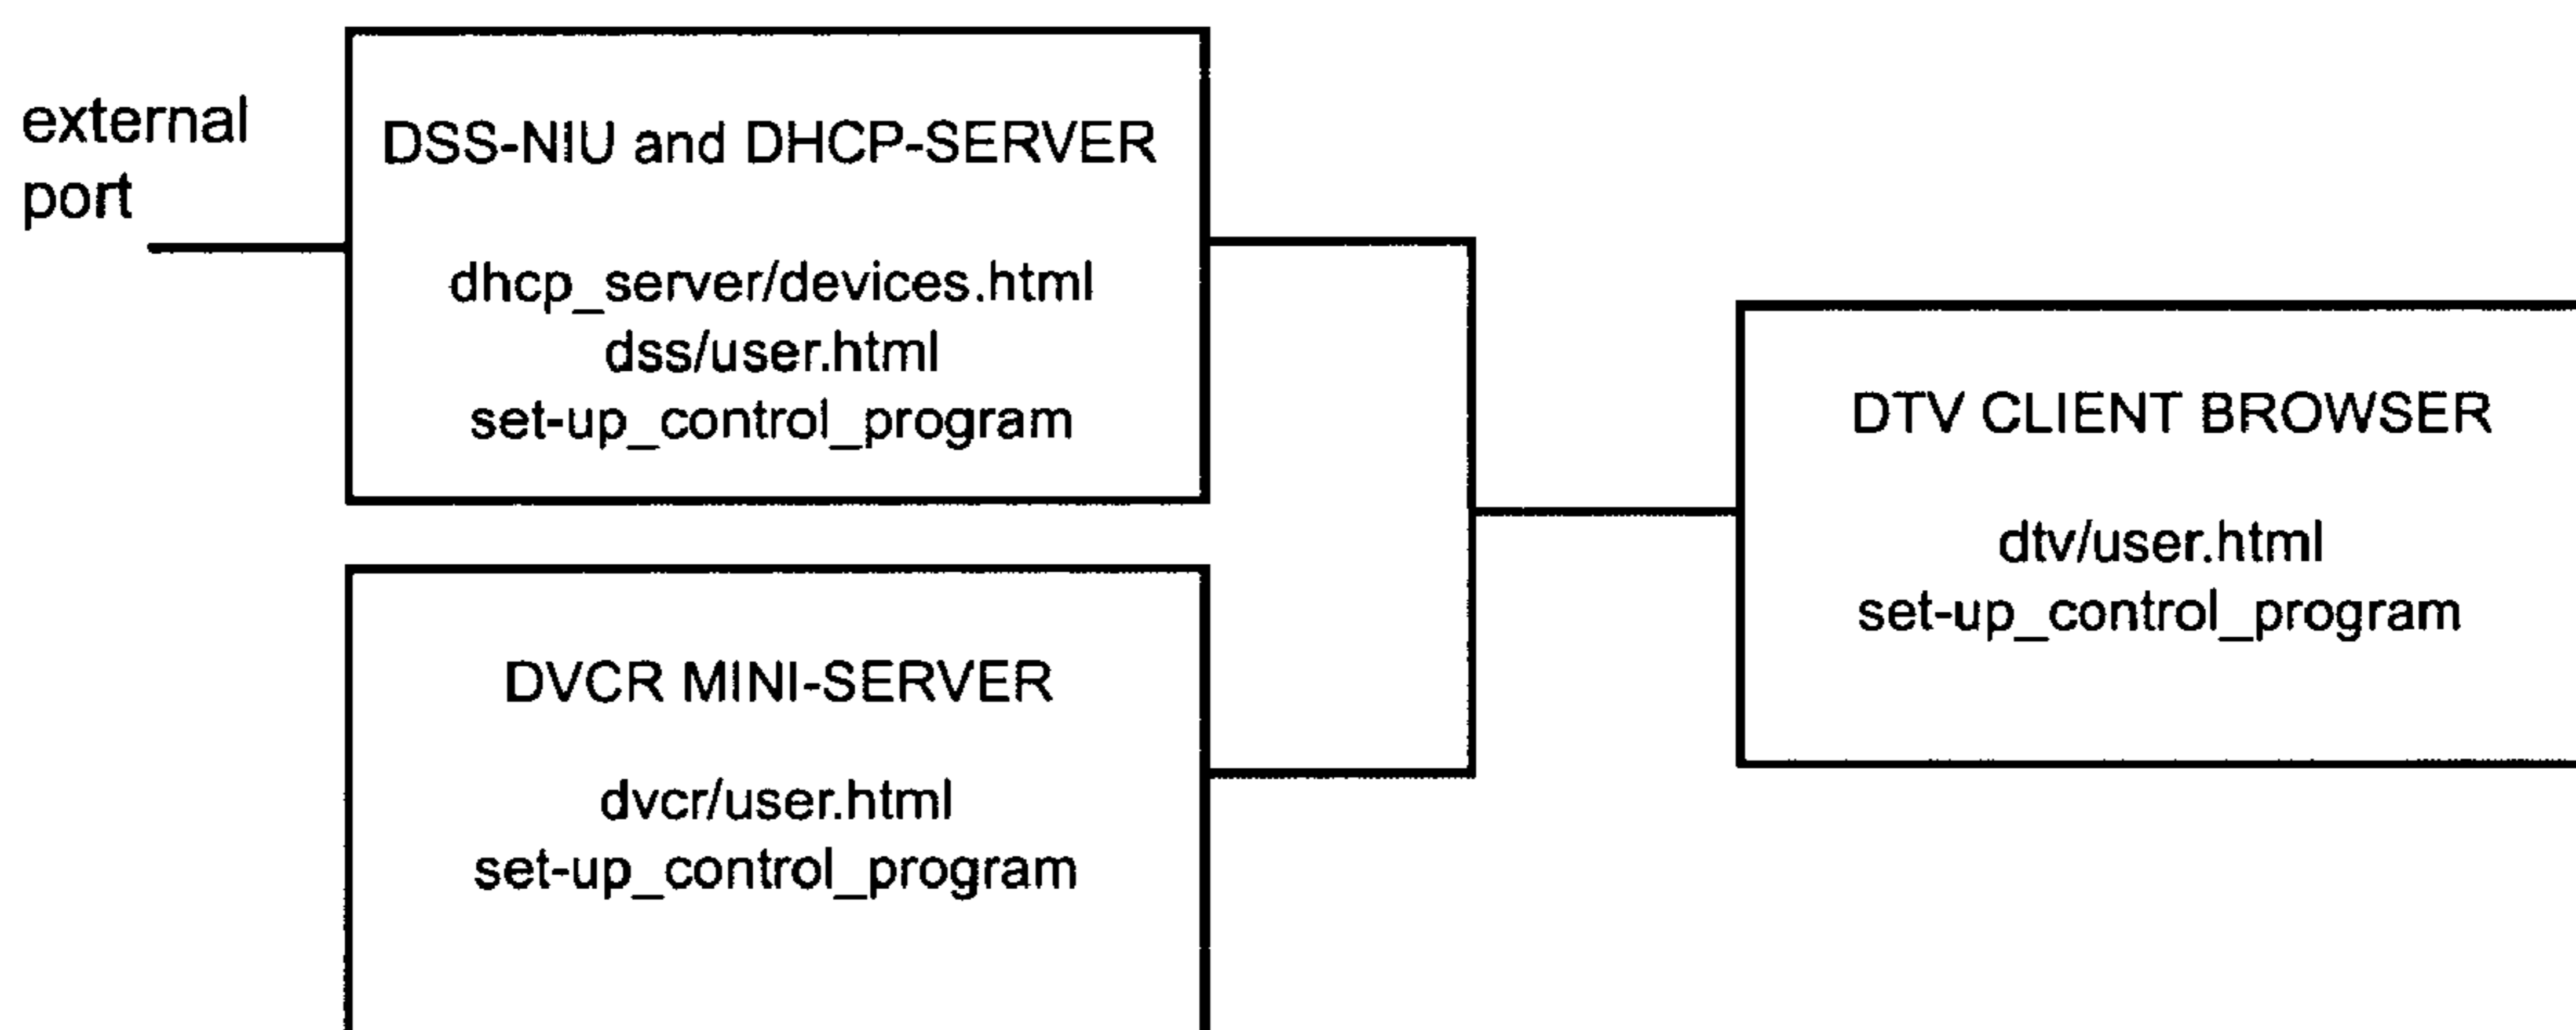 external
port
DSS-NIU and DHCP-SERVER
dhcp_server/devices.html
dss/user.html
set-up_control_program
DVCR MINI-SERVER
dvcr/user.html
set-up_control_program
DTV CLIENT BROWSER
dtv/user.html
set-up_control_program